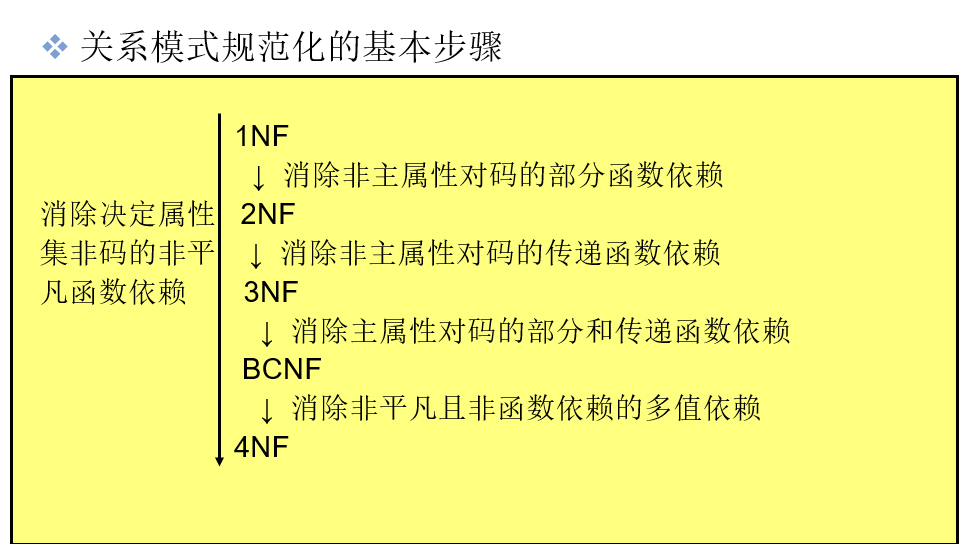 ❖ 关系模式规范化的基本步骤
1NF
↓ 消除非主属性对码的部分函数依赖
消除决定属性 2NF
集非码的非平 ↓ 消除非主属性对码的传递函数依赖
凡函数依赖 3NF
↓ 消除主属性对码的部分和传递函数依赖
BCNF
↓ 消除非平凡且非函数依赖的多值依赖
4NF